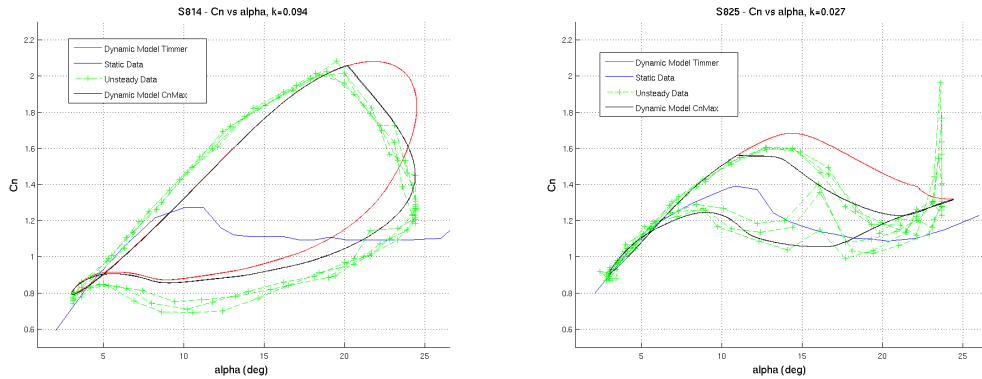 S814 - Cn vs alpha, k=0.094
Dynamic Model Timmer
Static Data
Unsteady Data
Dynamic Model CnMax
2.2
2
1.8
1.6
1.4
1.2
1
0.8
0.6
Cn
5
10
15
20
25
alpha (deg)
S825 - Cn vs alpha, k=0.027
Dynamic Model Timmer
Static Data
Unsteady Data
Dynamic Model CnMax
2.2
2
1.8
1.6
1.4
1.2
1
0.8
0.6
Cn
5
10
15
20
25
alpha (deg)